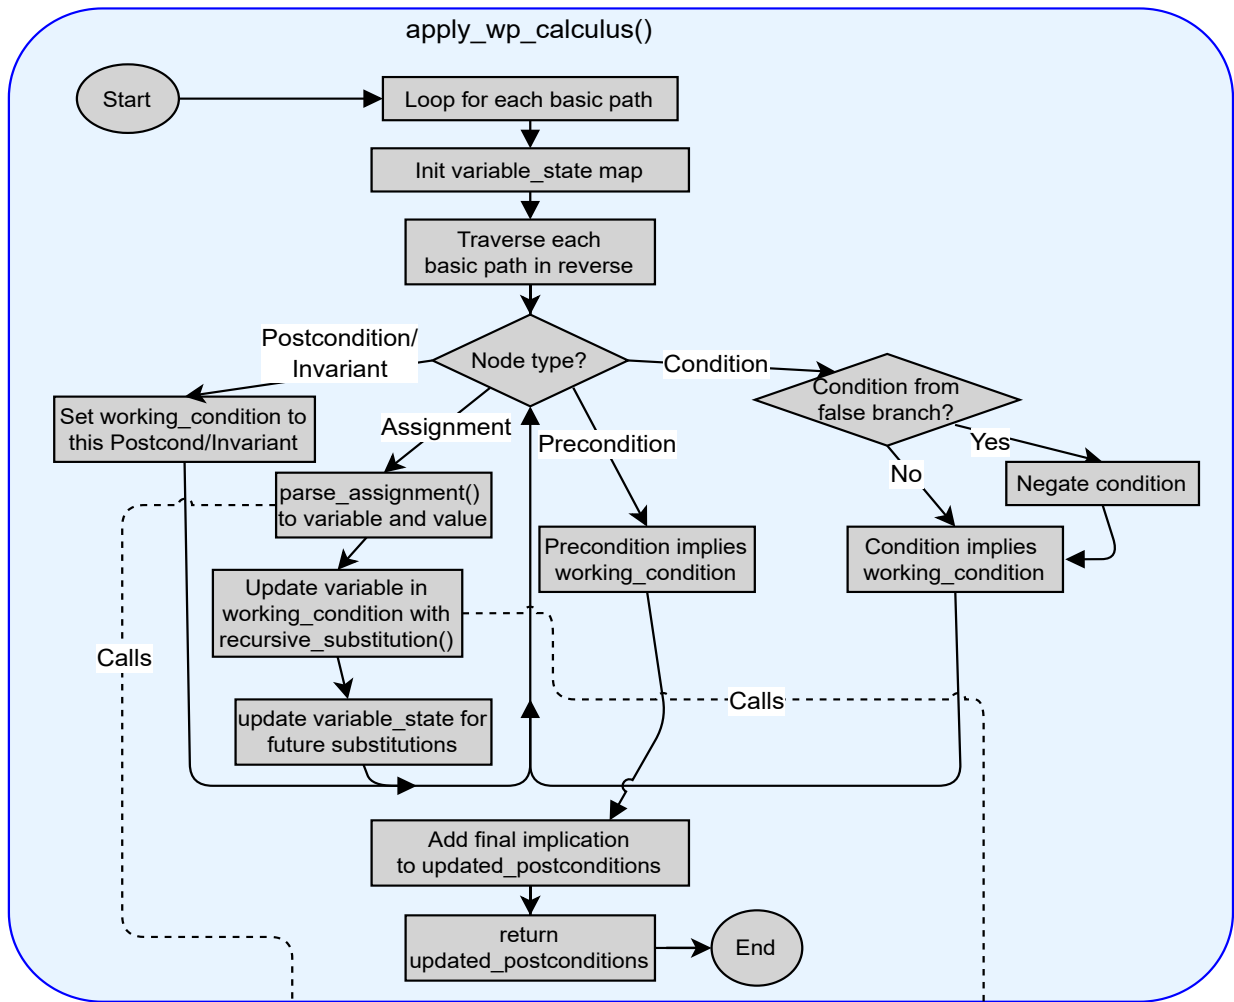 apply_wp_calculus()
Start
Loop for each basic path
Init variable_state map
Traverse each
basic path in reverse
Node type?
Postcondition/
Invariant
Condition
Condition from
false branch?
Set working_condition to
this Postcond/Invariant
Assignment
Precondition
Yes
No
Negate condition
parse_assignment()
to variable and value
Precondition implies
working_condition
Condition implies
working_condition
Update variable in
working_condition with
recursive_substitution()
Calls
Calls
update variable_state for
future substitutions
Add final implication
to updated_postconditions
return
updated_postconditions
End